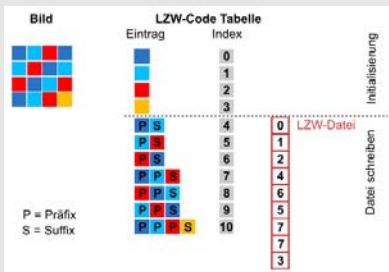 Bild
LZW-Code Tabelle
Eintrag Index
0
1
2
3
Initialisierung
P S 4
P S 5
P S 6
P P S 7
P P S 8
P P S 9
P P P S 10
0 LZW-Datei
1
2
4
6
5
7
7
3
Datei schreiben
P = Präfix
S = Suffix